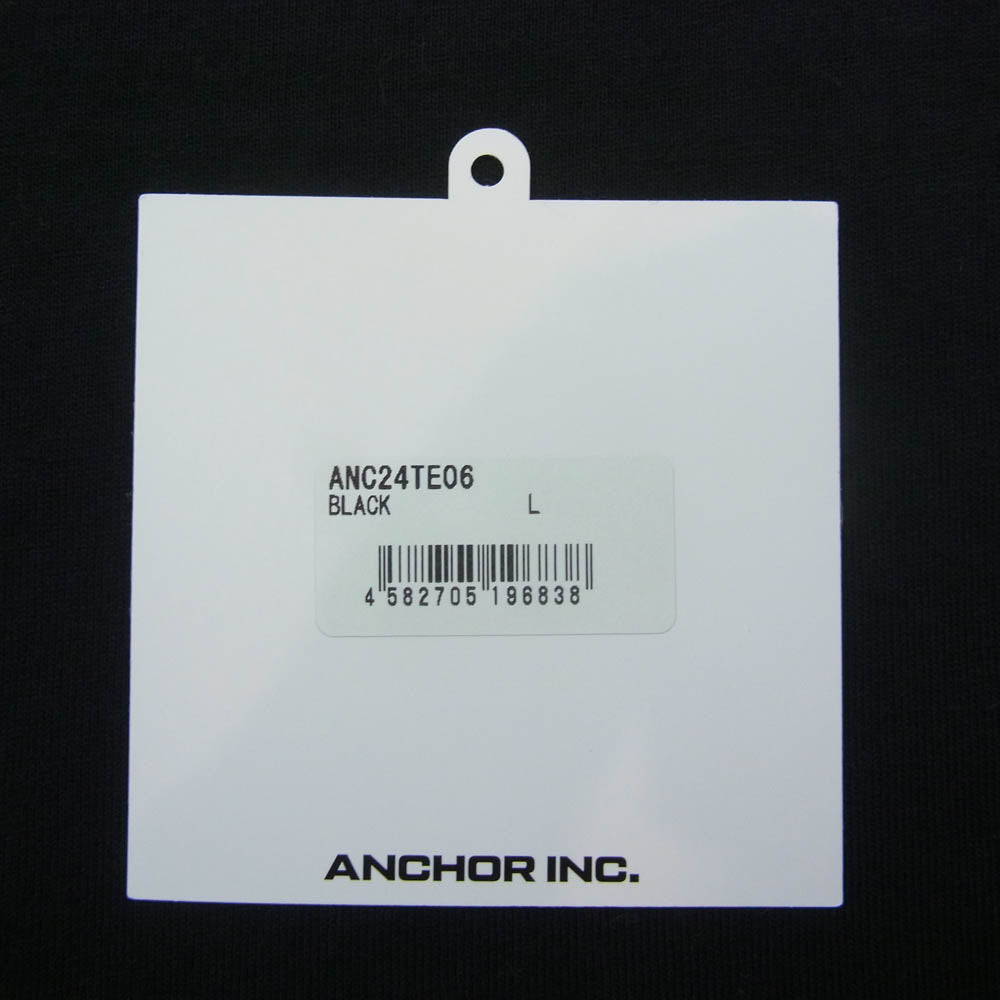 ANC24TE06
BLACK L
4 582705 196838
ANCHOR INC.